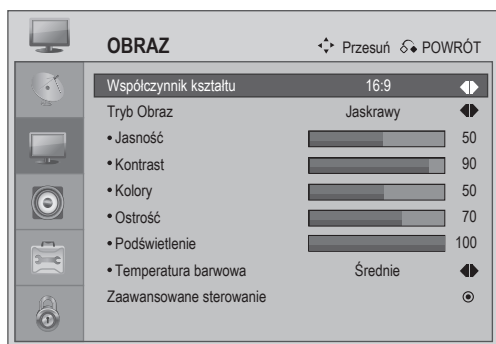 OBRAZ Przesuń POWRÓT
Współczynnik kształtu 16:9
Tryb Obraz Jaskrawy
• Jasność 50
• Kontrast 90
• Kolory 50
• Ostrość 70
• Podświetlenie 100
• Temperatura barwowa Średnie
Zaawansowane sterowanie